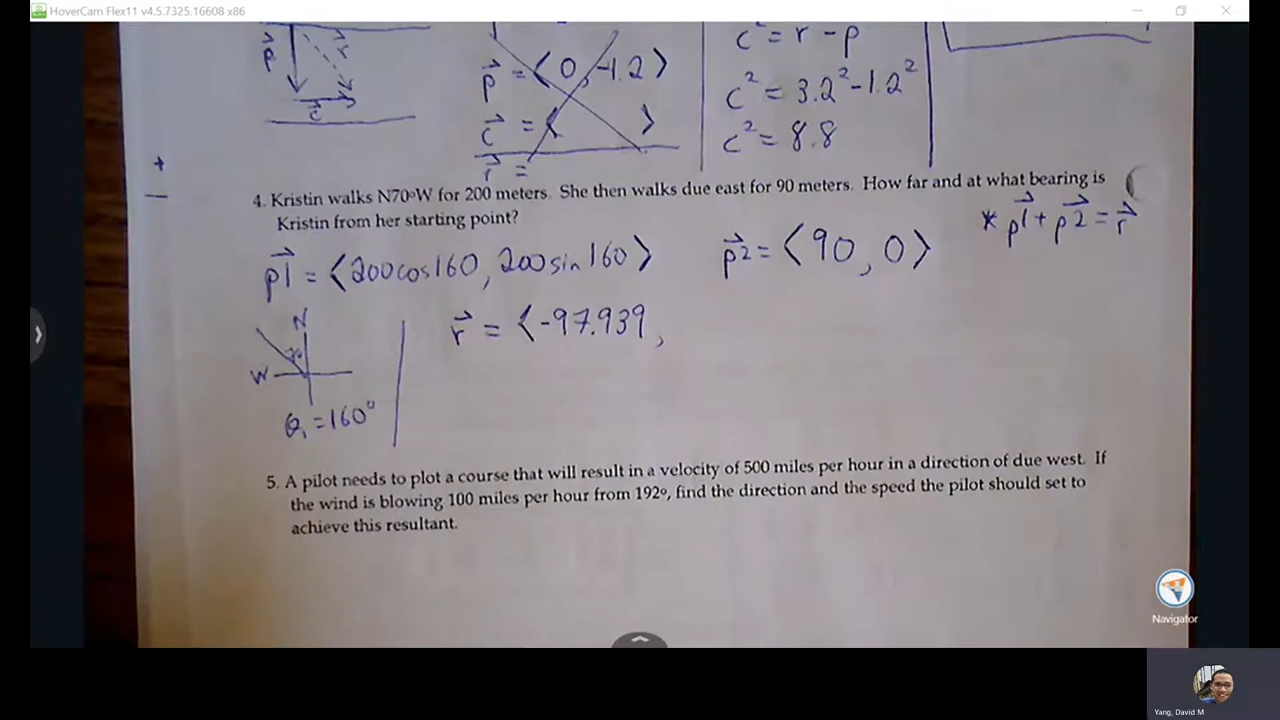 HoverCam Flex11 v4.5.7325.16608 x86
p⃗
r⃗
c⃗
p⃗ = ⟨0, -1.2⟩
c⃗ = ⟨ ⟩
r⃗ =
c² = r - p
c² = 3.2² - 1.2²
c² = 8.8
+
−
4. Kristin walks N70ºW for 200 meters. She then walks due east for 90 meters. How far and at what bearing is
Kristin from her starting point?
* p⃗1 + p⃗2 = r⃗
p⃗1 = ⟨200cos160, 200sin160⟩
p⃗2 = ⟨90, 0⟩
N
70
W
θ₁ = 160°
r⃗ = ⟨-97.939,
5. A pilot needs to plot a course that will result in a velocity of 500 miles per hour in a direction of due west. If
the wind is blowing 100 miles per hour from 192º, find the direction and the speed the pilot should set to
achieve this resultant.
Navigator
Yang, David M